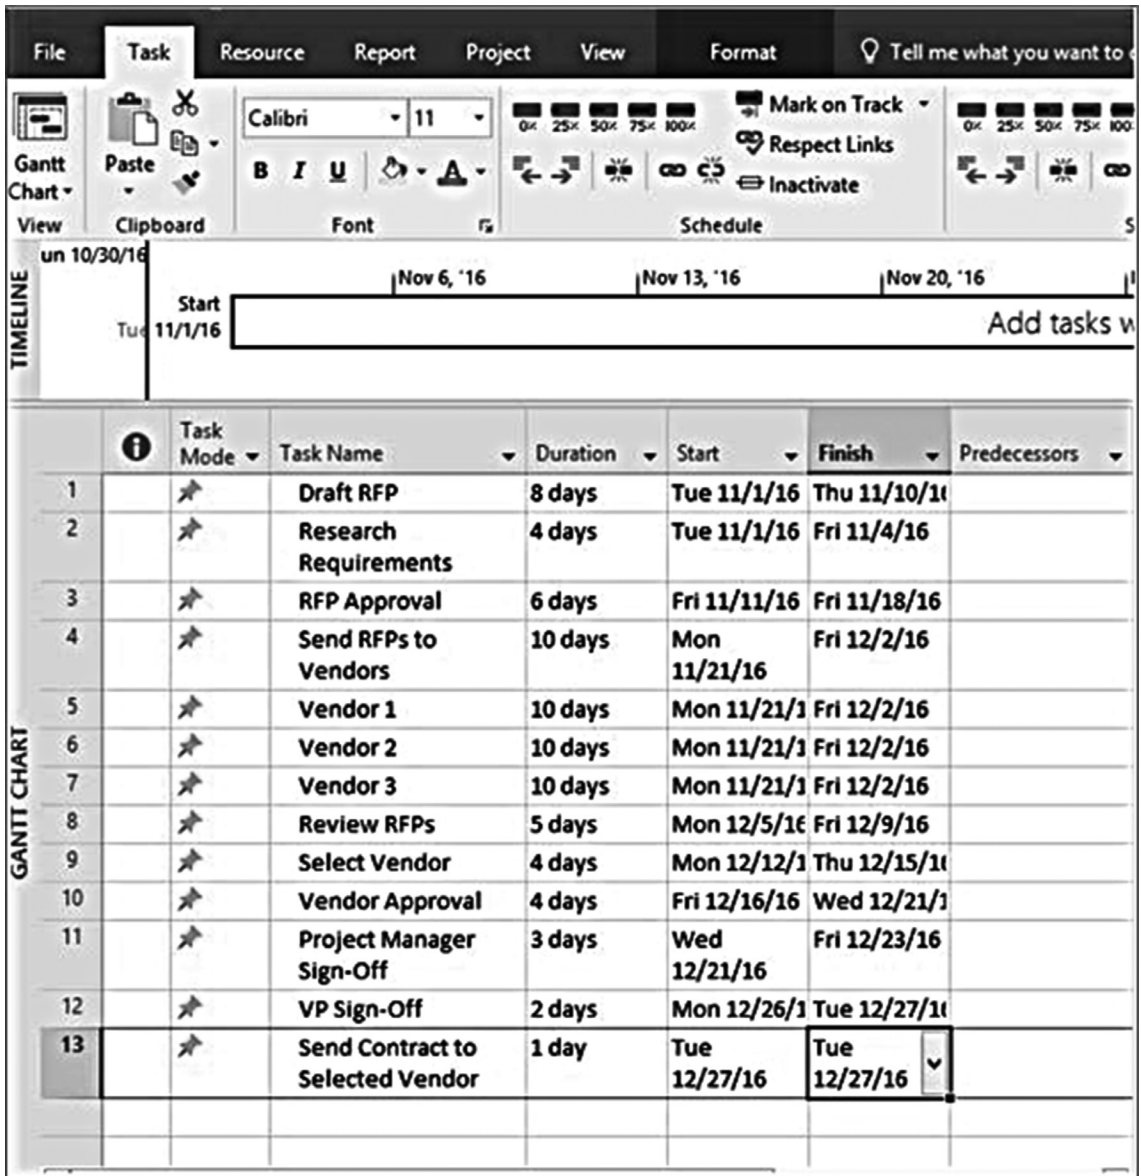 File Task Resource Report Project View Format Tell me what you want to
Mark on Track
Calibri 11
0% 25% 50% 75% 100% 0% 25% 50% 75% 100
Respect Links
Gantt Chart Paste
B I U A
Inactivate
View Clipboard Font Schedule S
TIMELINE
un 10/30/16
Nov 6, '16 Nov 13, '16 Nov 20, '16
Start
Tue 11/1/16
Add tasks w
GANTT CHART
Task Mode Task Name Duration Start Finish Predecessors
1 Draft RFP 8 days Tue 11/1/16 Thu 11/10/16
2 Research Requirements 4 days Tue 11/1/16 Fri 11/4/16
3 RFP Approval 6 days Fri 11/11/16 Fri 11/18/16
4 Send RFPs to Vendors 10 days Mon 11/21/16 Fri 12/2/16
5 Vendor 1 10 days Mon 11/21/1 Fri 12/2/16
6 Vendor 2 10 days Mon 11/21/1 Fri 12/2/16
7 Vendor 3 10 days Mon 11/21/1 Fri 12/2/16
8 Review RFPs 5 days Mon 12/5/16 Fri 12/9/16
9 Select Vendor 4 days Mon 12/12/1 Thu 12/15/16
10 Vendor Approval 4 days Fri 12/16/16 Wed 12/21/1
11 Project Manager Sign-Off 3 days Wed 12/21/16 Fri 12/23/16
12 VP Sign-Off 2 days Mon 12/26/1 Tue 12/27/16
13 Send Contract to Selected Vendor 1 day Tue 12/27/16 Tue 12/27/16